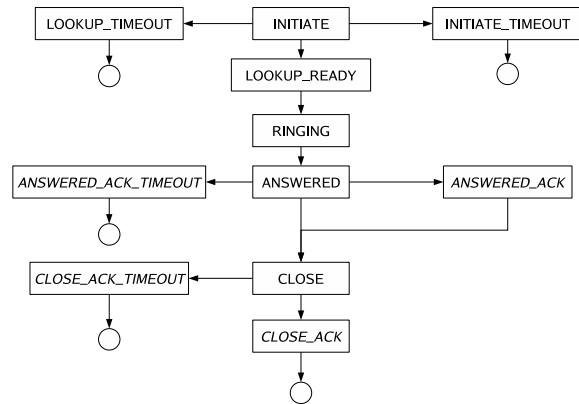 LOOKUP_TIMEOUT
INITIATE
INITIATE_TIMEOUT
LOOKUP_READY
RINGING
ANSWERED_ACK_TIMEOUT
ANSWERED
ANSWERED_ACK
CLOSE_ACK_TIMEOUT
CLOSE
CLOSE_ACK